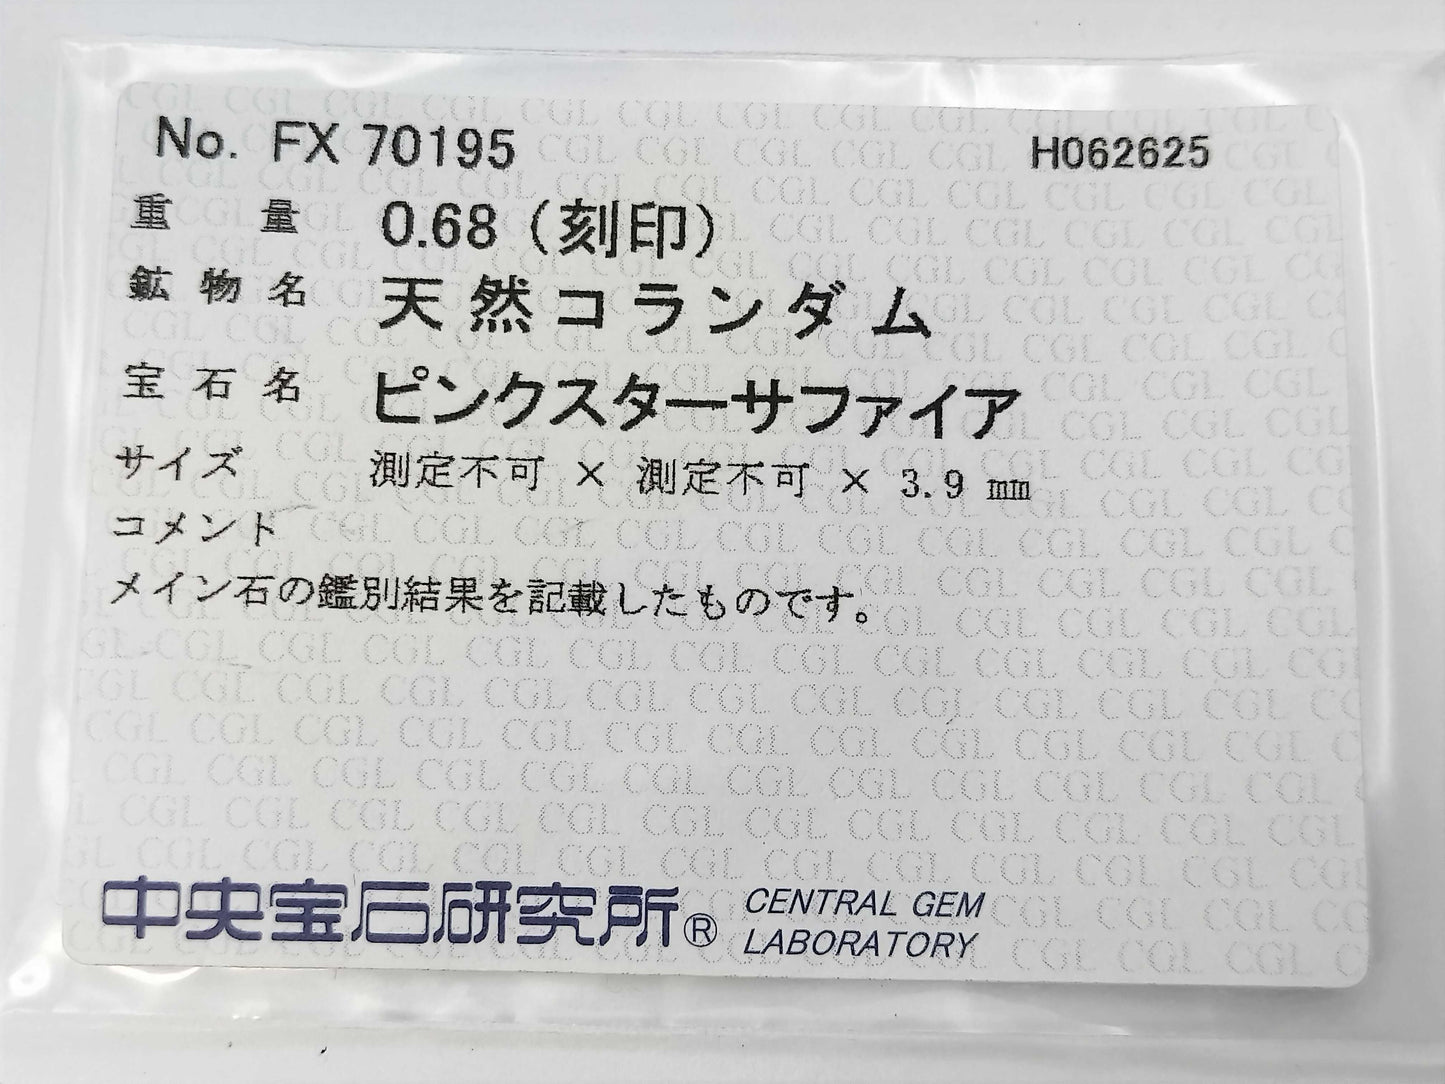 No. FX 70195 H062625
重量 0.68（刻印）
鉱物名 天然コランダム
宝石名 ピンクスターサファイア
サイズ 測定不可 × 測定不可 × 3.9 mm
コメント
メイン石の鑑別結果を記載したものです。
中央宝石研究所® CENTRAL GEM
LABORATORY